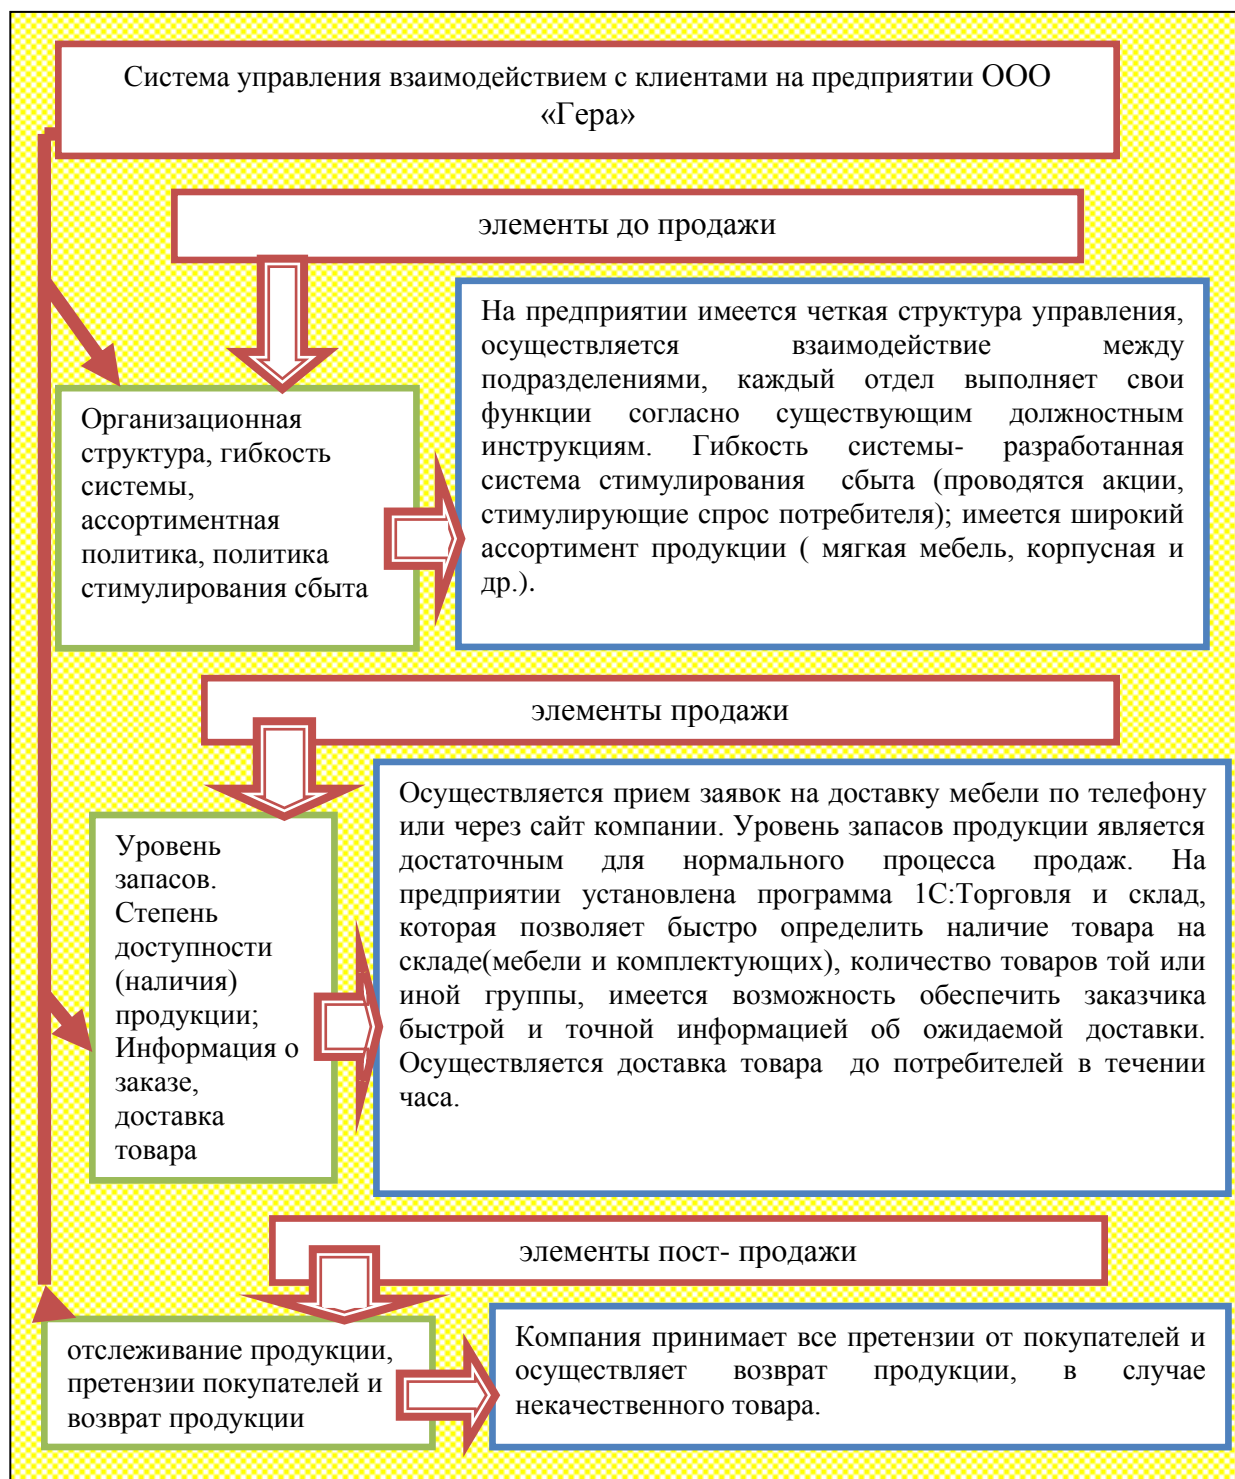 Система управления взаимодействием с клиентами на предприятии ООО
«Гера»
элементы до продажи
Организационная
структура, гибкость
системы,
ассортиментная
политика, политика
стимулирования сбыта
На предприятии имеется четкая структура управления,
осуществляется взаимодействие между
подразделениями, каждый отдел выполняет свои
функции согласно существующим должностным
инструкциям. Гибкость системы- разработанная
система стимулирования сбыта (проводятся акции,
стимулирующие спрос потребителя); имеется широкий
ассортимент продукции ( мягкая мебель, корпусная и
др.).
элементы продажи
Уровень
запасов.
Степень
доступности
(наличия)
продукции;
Информация о
заказе,
доставка
товара
Осуществляется прием заявок на доставку мебели по телефону
или через сайт компании. Уровень запасов продукции является
достаточным для нормального процесса продаж. На
предприятии установлена программа 1С:Торговля и склад,
которая позволяет быстро определить наличие товара на
складе(мебели и комплектующих), количество товаров той или
иной группы, имеется возможность обеспечить заказчика
быстрой и точной информацией об ожидаемой доставки.
Осуществляется доставка товара до потребителей в течении
часа.
элементы пост- продажи
отслеживание продукции,
претензии покупателей и
возврат продукции
Компания принимает все претензии от покупателей и
осуществляет возврат продукции, в случае
некачественного товара.